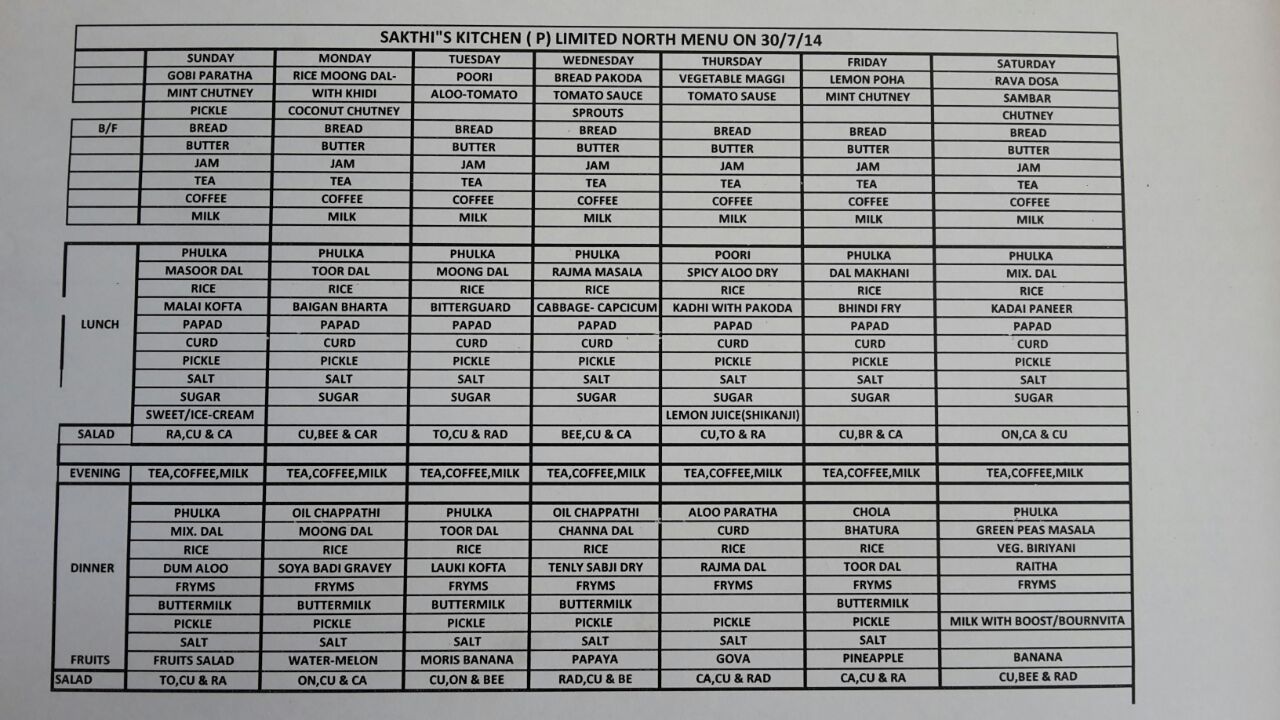 SAKTHI"S KITCHEN ( P) LIMITED NORTH MENU ON 30/7/14
SUNDAY MONDAY TUESDAY WEDNESDAY THURSDAY FRIDAY SATURDAY
GOBI PARATHA RICE MOONG DAL- POORI BREAD PAKODA VEGETABLE MAGGI LEMON POHA RAVA DOSA
MINT CHUTNEY WITH KHIDI ALOO-TOMATO TOMATO SAUCE TOMATO SAUSE MINT CHUTNEY SAMBAR
PICKLE COCONUT CHUTNEY SPROUTS CHUTNEY
B/F BREAD BREAD BREAD BREAD BREAD BREAD BREAD
BUTTER BUTTER BUTTER BUTTER BUTTER BUTTER BUTTER
JAM JAM JAM JAM JAM JAM JAM
TEA TEA TEA TEA TEA TEA TEA
COFFEE COFFEE COFFEE COFFEE COFFEE COFFEE COFFEE
MILK MILK MILK MILK MILK MILK MILK
PHULKA PHULKA PHULKA PHULKA POORI PHULKA PHULKA
MASOOR DAL TOOR DAL MOONG DAL RAJMA MASALA SPICY ALOO DRY DAL MAKHANI MIX. DAL
RICE RICE RICE RICE RICE RICE RICE
MALAI KOFTA BAIGAN BHARTA BITTERGUARD CABBAGE- CAPCICUM KADHI WITH PAKODA BHINDI FRY KADAI PANEER
LUNCH PAPAD PAPAD PAPAD PAPAD PAPAD PAPAD PAPAD
CURD CURD CURD CURD CURD CURD CURD
PICKLE PICKLE PICKLE PICKLE PICKLE PICKLE PICKLE
SALT SALT SALT SALT SALT SALT SALT
SUGAR SUGAR SUGAR SUGAR SUGAR SUGAR SUGAR
SWEET/ICE-CREAM LEMON JUICE(SHIKANJI)
SALAD RA,CU & CA CU,BEE & CAR TO,CU & RAD BEE,CU & CA CU,TO & RA CU,BR & CA ON,CA & CU
EVENING TEA,COFFEE,MILK TEA,COFFEE,MILK TEA,COFFEE,MILK TEA,COFFEE,MILK TEA,COFFEE,MILK TEA,COFFEE,MILK TEA,COFFEE,MILK
PHULKA OIL CHAPPATHI PHULKA OIL CHAPPATHI ALOO PARATHA CHOLA PHULKA
MIX. DAL MOONG DAL TOOR DAL CHANNA DAL CURD BHATURA GREEN PEAS MASALA
RICE RICE RICE RICE RICE RICE VEG. BIRIYANI
DINNER DUM ALOO SOYA BADI GRAVEY LAUKI KOFTA TENLY SABJI DRY RAJMA DAL TOOR DAL RAITHA
FRYMS FRYMS FRYMS FRYMS FRYMS FRYMS FRYMS
BUTTERMILK BUTTERMILK BUTTERMILK BUTTERMILK BUTTERMILK
PICKLE PICKLE PICKLE PICKLE PICKLE PICKLE MILK WITH BOOST/BOURNVITA
SALT SALT SALT SALT SALT SALT
FRUITS FRUITS SALAD WATER-MELON MORIS BANANA PAPAYA GOVA PINEAPPLE BANANA
SALAD TO,CU & RA ON,CU & CA CU,ON & BEE RAD,CU & BE CA,CU & RAD CA,CU & RA CU,BEE & RAD